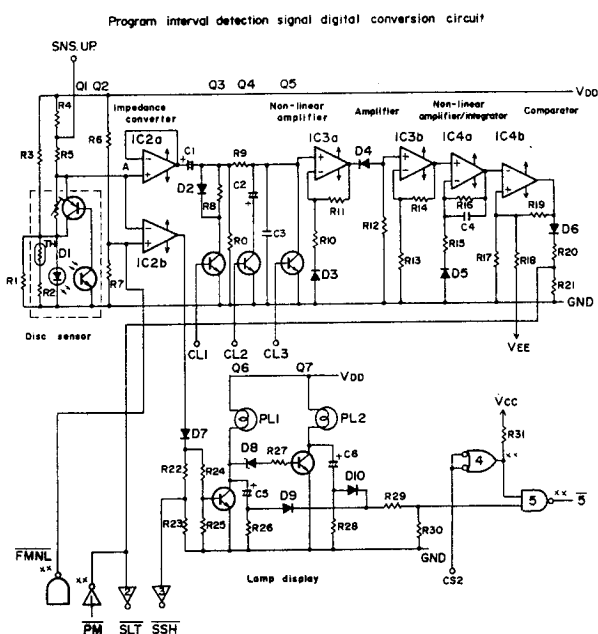 Program interval detection signal digital conversion circuit
SNS.UP.
Q1 Q2 Q3 Q4 Q5
VDD
R4
Impedance converter
Non-linear amplifier
Amplifier
Non-linear amplifier/integrator
Comparator
R6
IC2a
C1
IC3a
D4
IC3b
IC4a
IC4b
R3
R5
A
R9
D2
R8
C2
R11
R14
R16
R19
D6
IC2b
C3
R12
C4
TH
R0
R10
R15
R20
D1
R7
R13
R17
R18
R1
R2
D3
D5
R21
GND
Disc sensor
CL1
CL2
CL3
VEE
Q6
Q7
VDD
PL1
PL2
VCC
D7
R31
D8
R27
C6
4
××
R22
R24
D10
C5
D9
R29
5
××
5
R23
R25
R26
R28
R30
GND
FMNL
××
××
Lamp display
CS2
1
2
3
PM
SLT
SSH